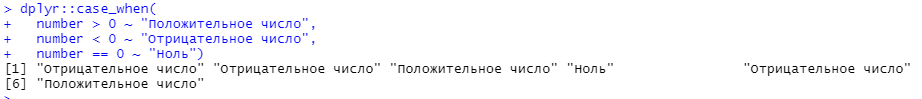 > dplyr::case_when(
+   number > 0 ~ "Положительное число",
+   number < 0 ~ "Отрицательное число",
+   number == 0 ~ "Ноль")
[1] "Отрицательное число" "Отрицательное число" "Положительное число" "Ноль"                "Отрицательное число"
[6] "Положительное число"
>